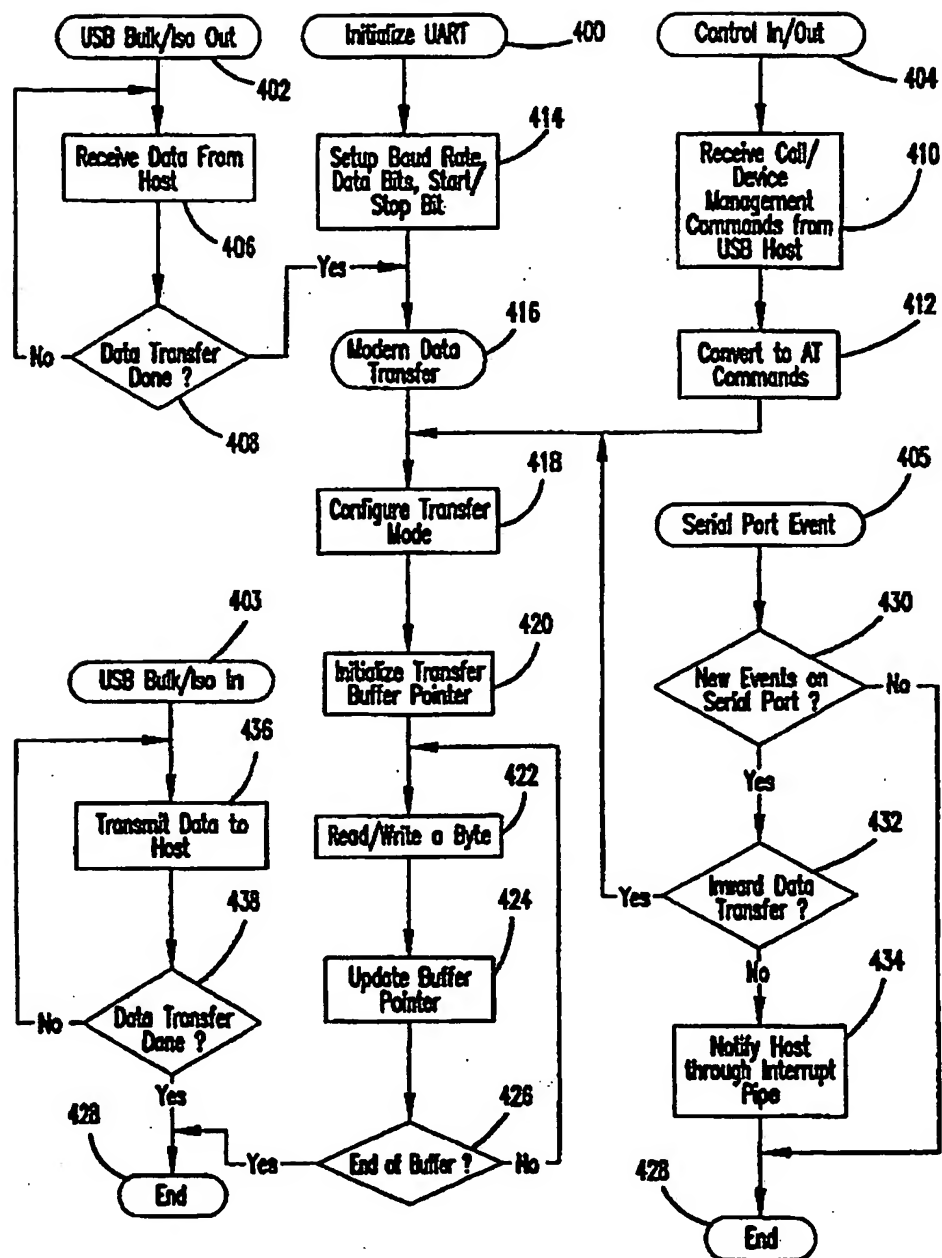 USB Bulk/Iso Out
402
Receive Data From
Host
406
Data Transfer
Done ?
408
No
Yes
Initialize UART
400
414
Setup Baud Rate,
Data Bits, Start/
Stop Bit
416
Modem Data
Transfer
418
Configure Transfer
Mode
420
Initialize Transfer
Buffer Pointer
422
Read/Write a Byte
424
Update Buffer
Pointer
426
End of Buffer ?
Yes
No
Control In/Out
404
Receive Call/
Device
Management
Commands from
USB Host
410
412
Convert to AT
Commands
405
Serial Port Event
430
New Events on
Serial Port ?
No
Yes
432
Inward Data
Transfer ?
Yes
No
434
Notify Host
through Interrupt
Pipe
428
End
403
USB Bulk/Iso In
436
Transmit Data to
Host
438
Data Transfer
Done ?
No
Yes
428
End